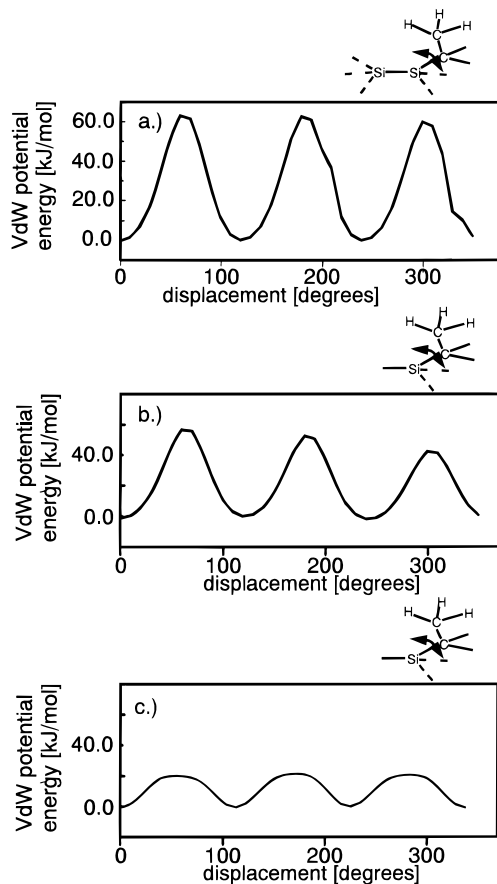 H
H
H
C
Si
Si
C
a.)
60.0
40.0
20.0
0.0
VdW potential
energy [kJ/mol]
0
100
200
300
displacement [degrees]
H
H
H
C
C
Si
b.)
40.0
0.0
VdW potential
energy [kJ/mol]
0
100
200
300
displacement [degrees]
H
H
H
C
C
Si
c.)
40.0
0.0
VdW potential
energy [kJ/mol]
0
100
200
300
displacement [degrees]